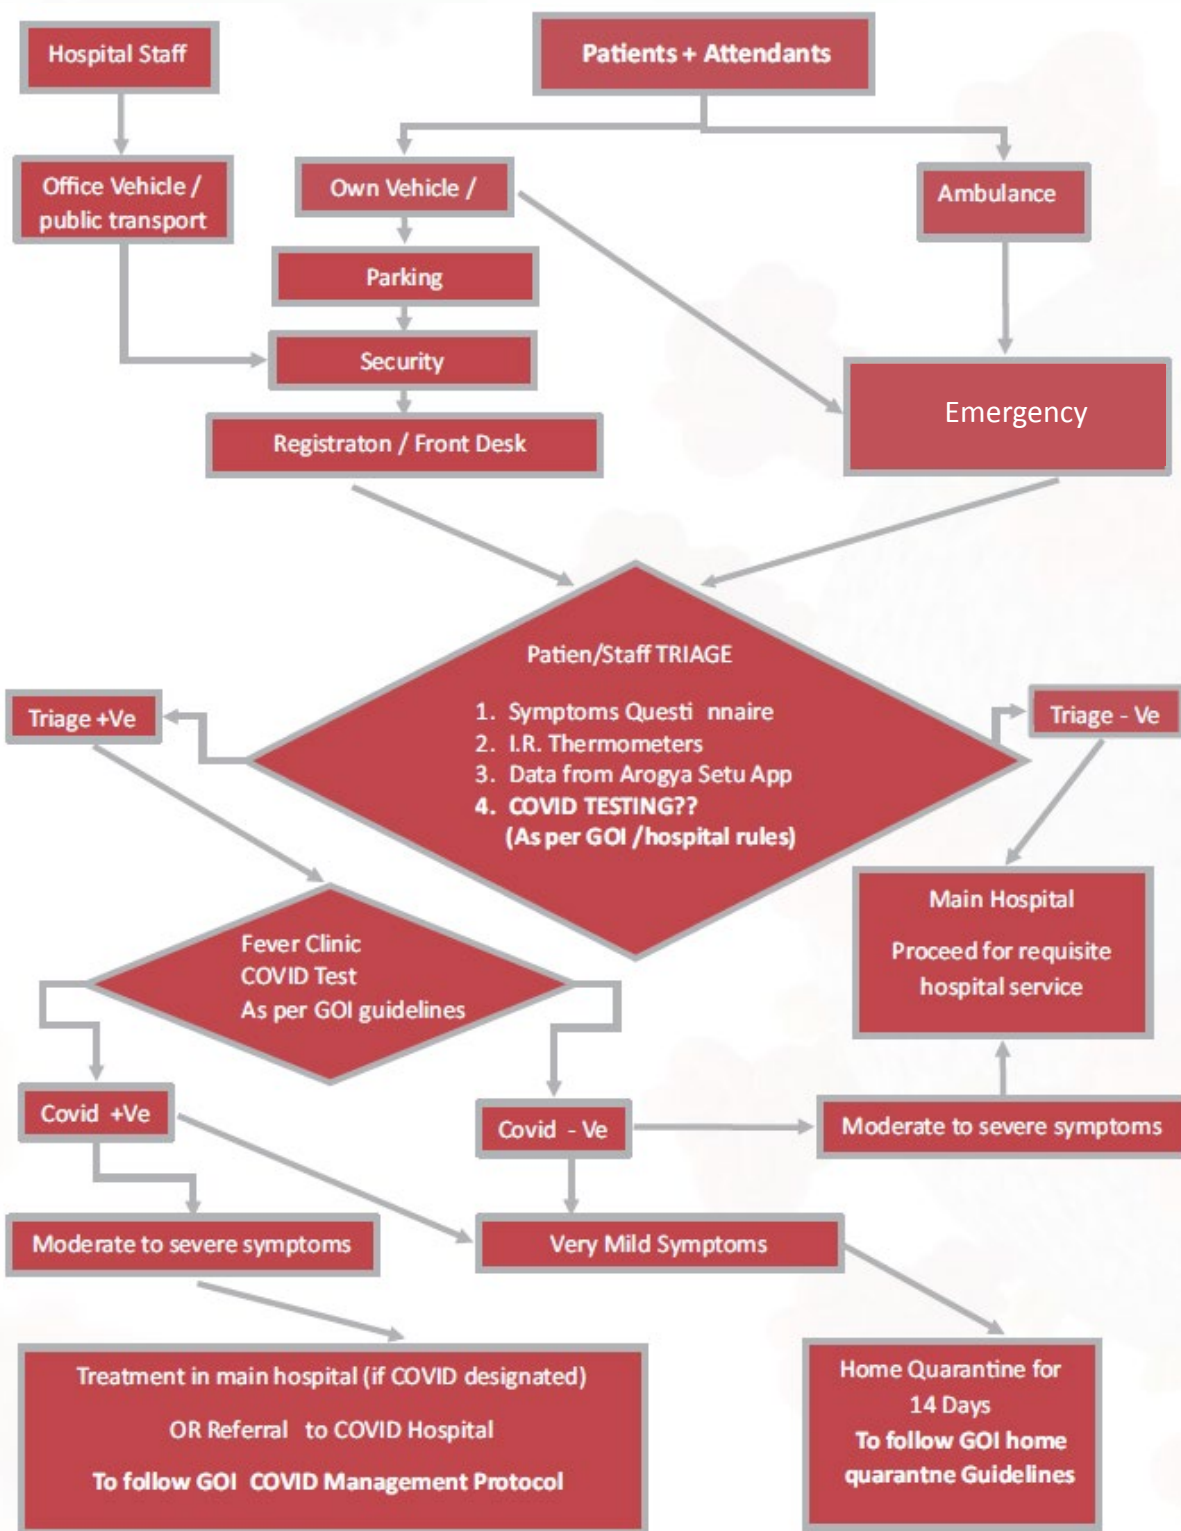 Hospital Staff
Patients + Attendants
Office Vehicle /
public transport
Own Vehicle /
Ambulance
Parking
Security
Emergency
Registraton / Front Desk
Patien/Staff TRIAGE
1. Symptoms Questi nnaire
2. I.R. Thermometers
3. Data from Arogya Setu App
4. COVID TESTING??
(As per GOI /hospital rules)
Triage +Ve
Triage - Ve
Main Hospital
Proceed for requisite
hospital service
Fever Clinic
COVID Test
As per GOI guidelines
Covid +Ve
Covid - Ve
Moderate to severe symptoms
Moderate to severe symptoms
Very Mild Symptoms
Treatment in main hospital (if COVID designated)
OR Referral to COVID Hospital
To follow GOI COVID Management Protocol
Home Quarantine for
14 Days
To follow GOI home
quarantne Guidelines